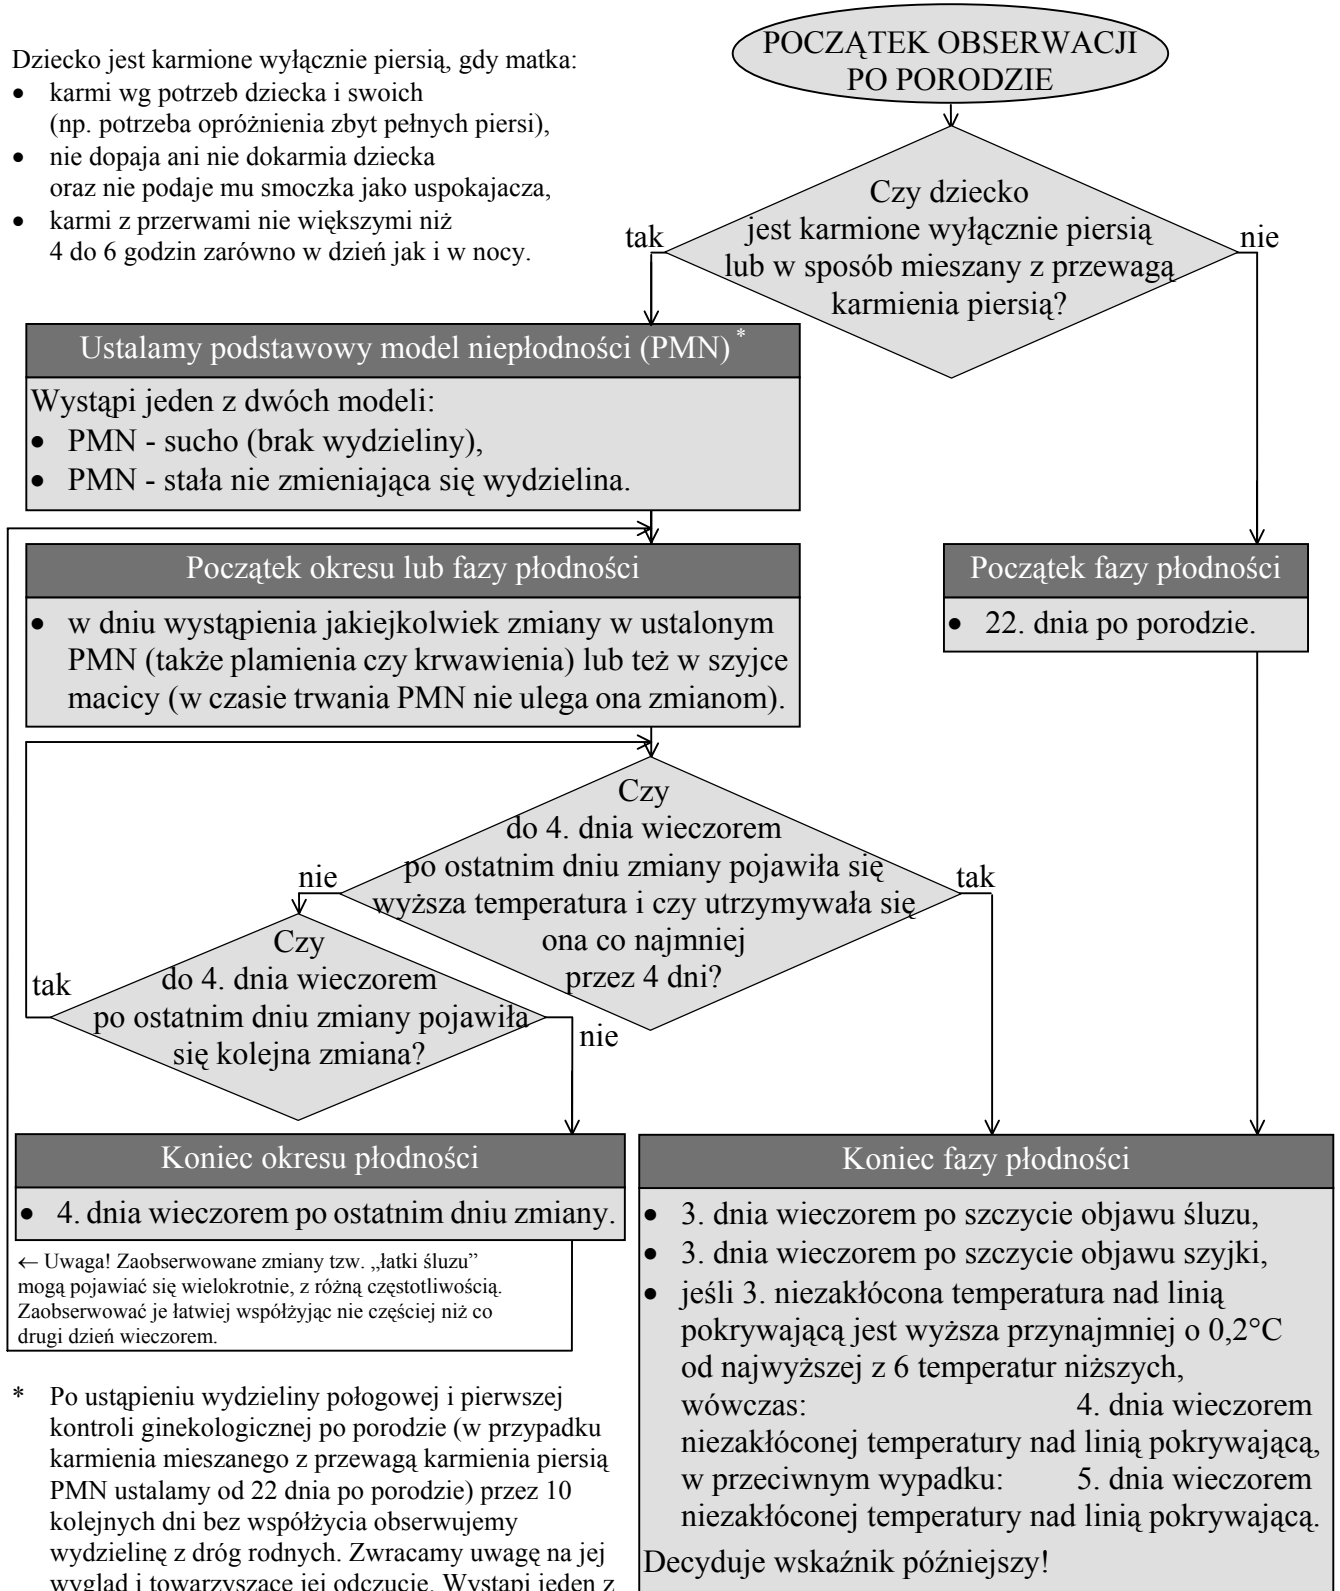 POCZĄTEK OBSERWACJI
PO PORODZIE
Dziecko jest karmione wyłącznie piersią, gdy matka:
• karmi wg potrzeb dziecka i swoich
(np. potrzeba opróżnienia zbyt pełnych piersi),
• nie dopaja ani nie dokarmia dziecka
oraz nie podaje mu smoczka jako uspokajacza,
• karmi z przerwami nie większymi niż
4 do 6 godzin zarówno w dzień jak i w nocy.
Czy dziecko
jest karmione wyłącznie piersią
lub w sposób mieszany z przewagą
karmienia piersią?
tak
nie
Ustalamy podstawowy model niepłodności (PMN) *
Wystąpi jeden z dwóch modeli:
• PMN - sucho (brak wydzieliny),
• PMN - stała nie zmieniająca się wydzielina.
Początek okresu lub fazy płodności
• w dniu wystąpienia jakiejkolwiek zmiany w ustalonym
PMN (także plamienia czy krwawienia) lub też w szyjce
macicy (w czasie trwania PMN nie ulega ona zmianom).
Początek fazy płodności
• 22. dnia po porodzie.
Czy
do 4. dnia wieczorem
po ostatnim dniu zmiany pojawiła się
wyższa temperatura i czy utrzymywała się
ona co najmniej
przez 4 dni?
nie
tak
Czy
do 4. dnia wieczorem
po ostatnim dniu zmiany pojawiła
się kolejna zmiana?
tak
nie
Koniec okresu płodności
• 4. dnia wieczorem po ostatnim dniu zmiany.
← Uwaga! Zaobserwowane zmiany tzw. „łatki śluzu”
mogą pojawiać się wielokrotnie, z różną częstotliwością.
Zaobserwować je łatwiej współżyjąc nie częściej niż co
drugi dzień wieczorem.
Koniec fazy płodności
• 3. dnia wieczorem po szczycie objawu śluzu,
• 3. dnia wieczorem po szczycie objawu szyjki,
• jeśli 3. niezakłócona temperatura nad linią
pokrywającą jest wyższa przynajmniej o 0,2°C
od najwyższej z 6 temperatur niższych,
wówczas: 4. dnia wieczorem
niezakłóconej temperatury nad linią pokrywającą,
w przeciwnym wypadku: 5. dnia wieczorem
niezakłóconej temperatury nad linią pokrywającą.
Decyduje wskaźnik późniejszy!
* Po ustąpieniu wydzieliny połogowej i pierwszej
kontroli ginekologicznej po porodzie (w przypadku
karmienia mieszanego z przewagą karmienia piersią
PMN ustalamy od 22 dnia po porodzie) przez 10
kolejnych dni bez współżycia obserwujemy
wydzielinę z dróg rodnych. Zwracamy uwagę na jej
wygląd i towarzyszące jej odczucie. Wystąpi jeden z